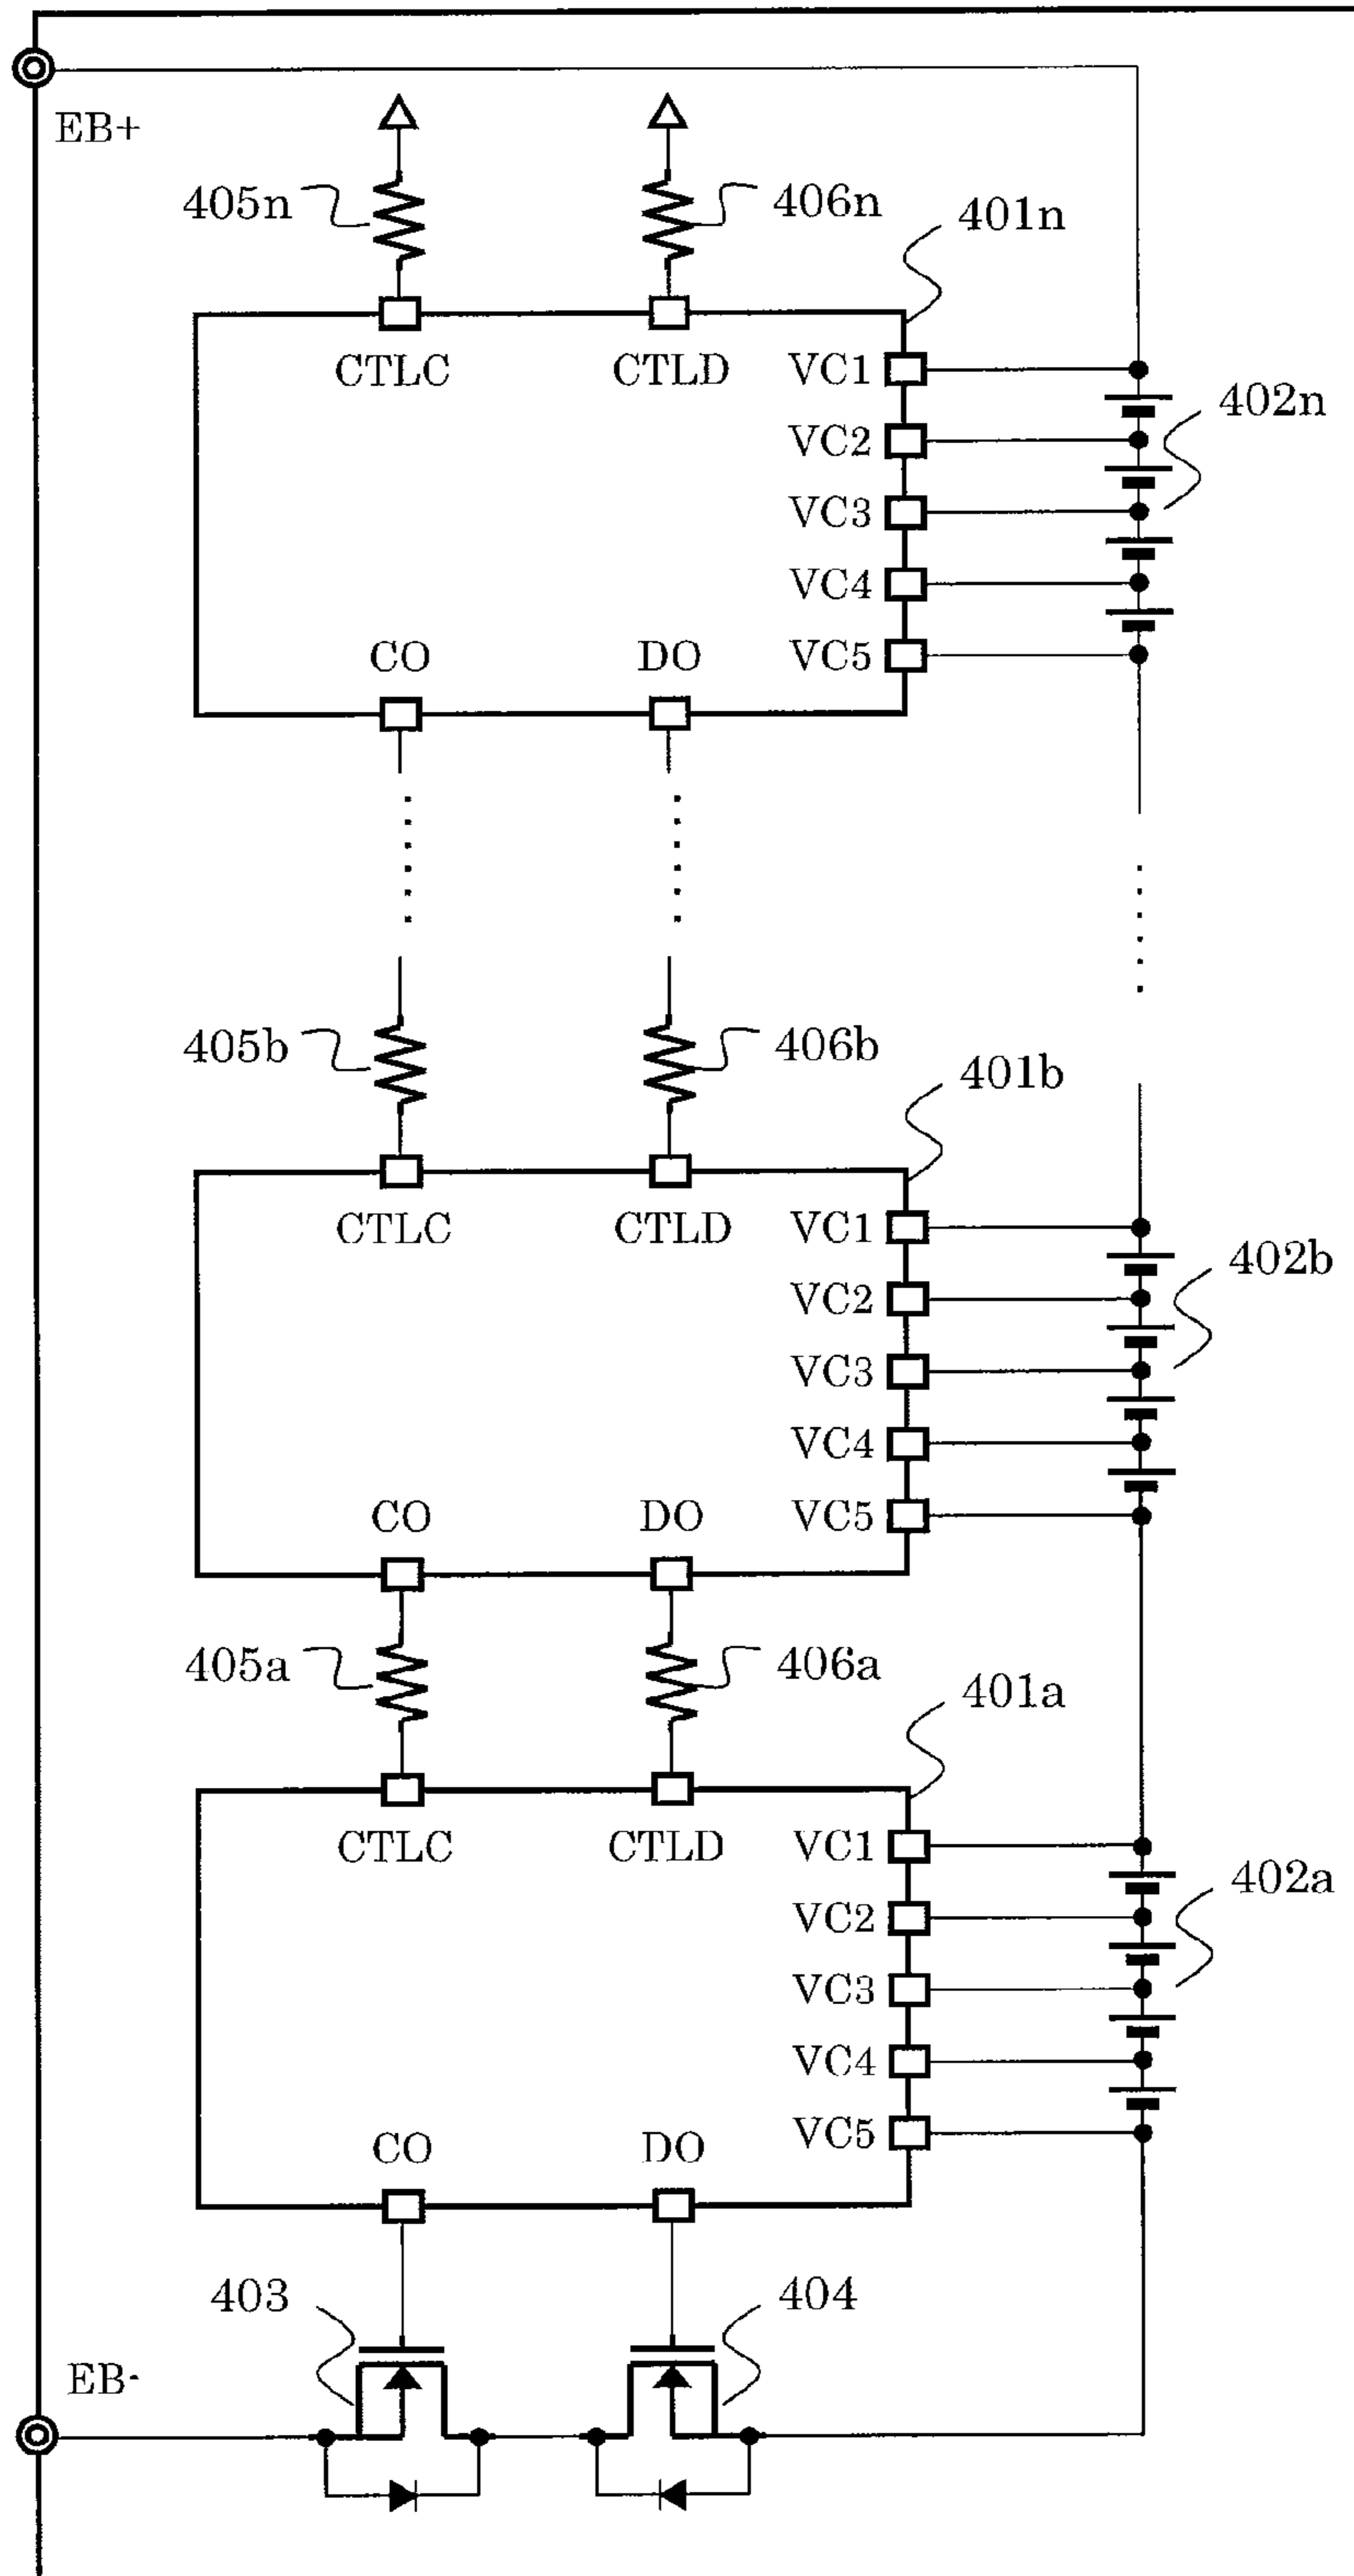 EB+
405n
406n
401n
CTLC
CTLD
VC1
VC2
402n
VC3
VC4
CO
DO
VC5
405b
406b
401b
CTLC
CTLD
VC1
402b
VC2
VC3
VC4
CO
DO
VC5
405a
406a
401a
CTLC
CTLD
VC1
402a
VC2
VC3
VC4
CO
DO
VC5
403
404
EB-